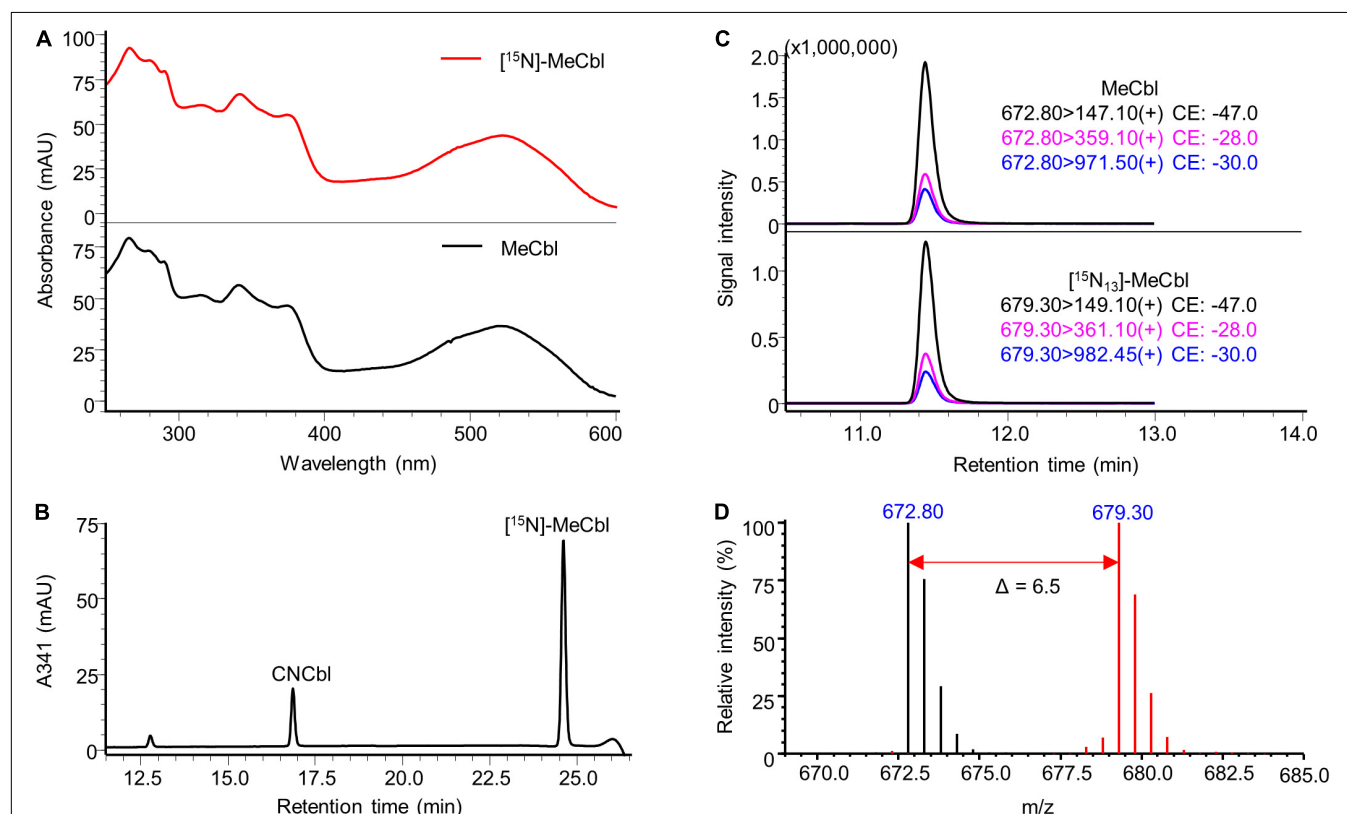 A
100
75
50
25
0
Absorbance (mAU)
[¹⁵N]-MeCbl
75
50
25
0
MeCbl
300 400 500 600
Wavelength (nm)
B
75
50
25
0
A341 (mAU)
CNCbl
[¹⁵N]-MeCbl
12.5 15.0 17.5 20.0 22.5 25.0
Retention time (min)
C
(x1,000,000)
2.0
1.5
1.0
0.5
0
Signal intensity
MeCbl
672.80>147.10(+) CE: -47.0
672.80>359.10(+) CE: -28.0
672.80>971.50(+) CE: -30.0
1.0
0.5
0
[¹⁵N₁₃]-MeCbl
679.30>149.10(+) CE: -47.0
679.30>361.10(+) CE: -28.0
679.30>982.45(+) CE: -30.0
11.0 12.0 13.0 14.0
Retention time (min)
D
672.80 679.30
100
75
50
25
0
Relative intensity (%)
Δ = 6.5
670.0 672.5 675.0 677.5 680.0 682.5 685.0
m/z